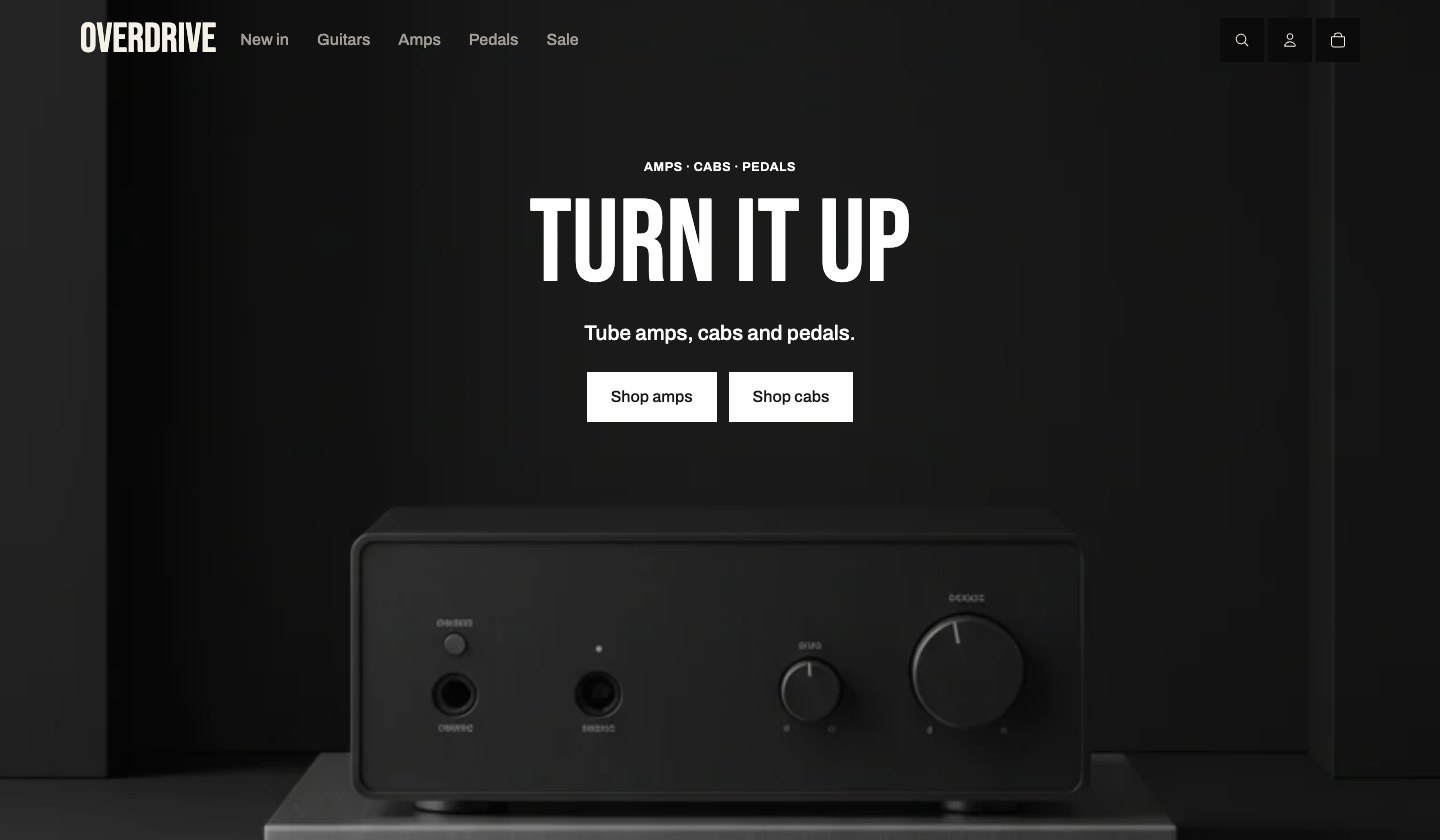 OVERDRIVE New in Guitars Amps Pedals Sale
AMPS · CABS · PEDALS
TURN IT UP
Tube amps, cabs and pedals.
Shop amps Shop cabs